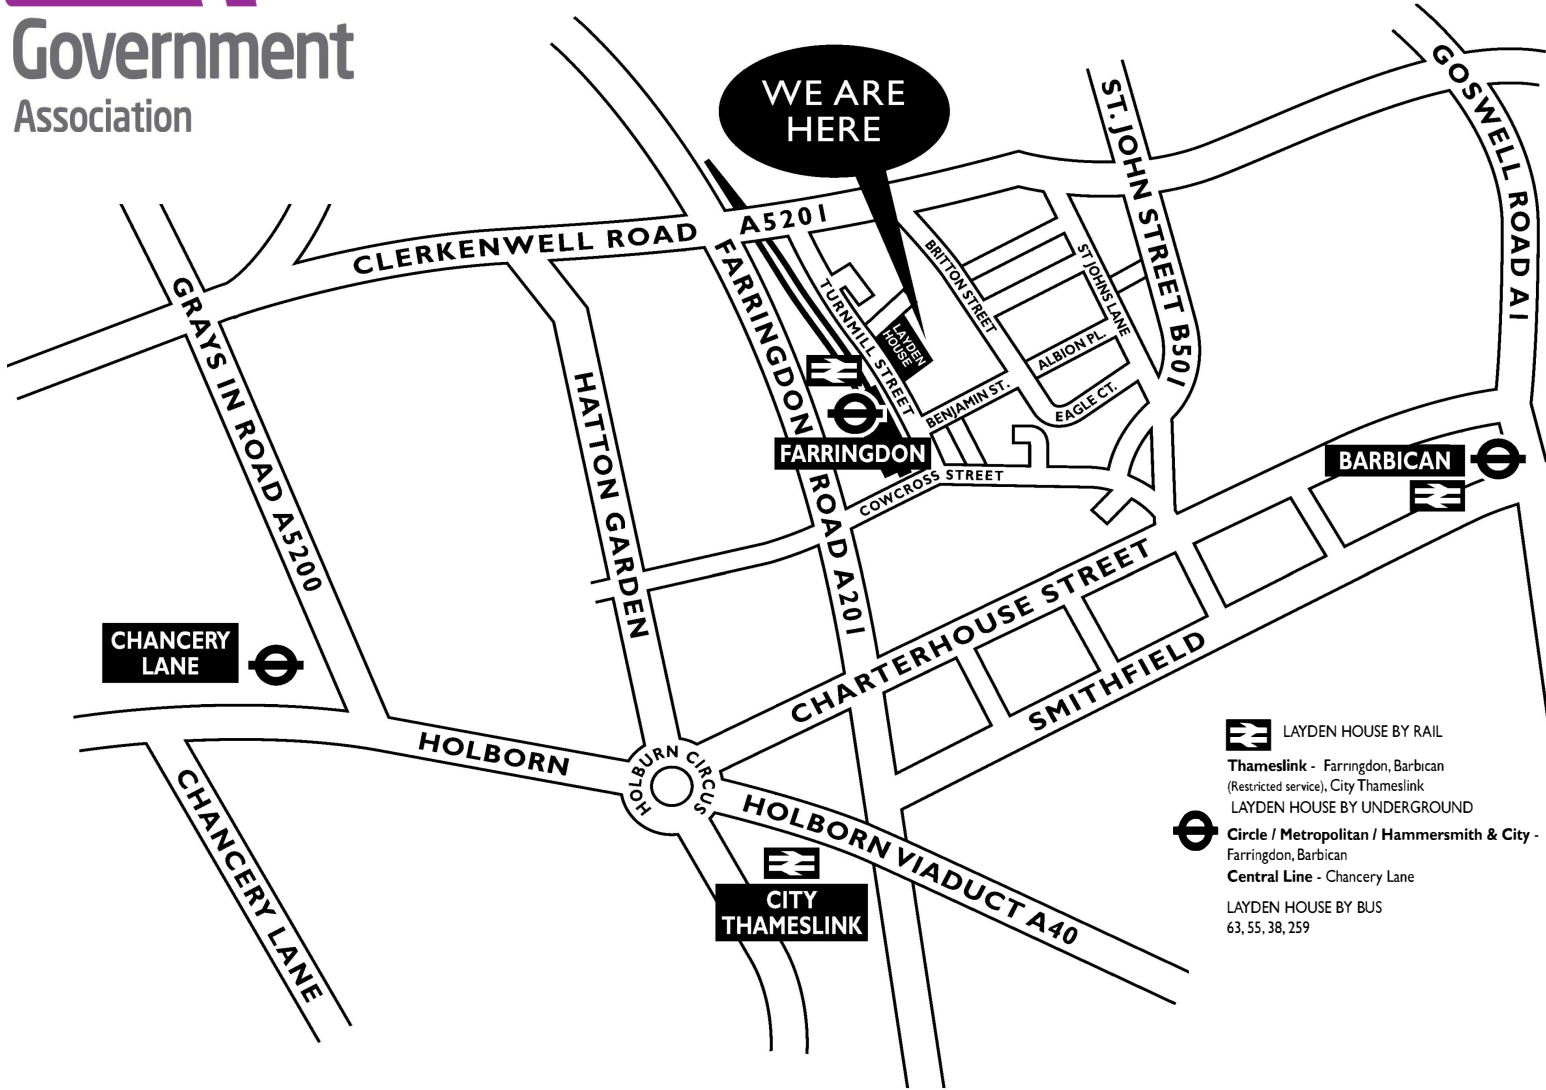 Government
Association
WE ARE
HERE
ST. JOHN STREET B501
GOSWELL ROAD A1
CLERKENWELL ROAD
A5201
GRAYS IN ROAD A5200
HATTON GARDEN
FARRINGDON ROAD A201
TURNMILL STREET
LAYDEN
HOUSE
BRITTON STREET
ST JOHNS LANE
ALBION PL.
BENJAMIN ST.
EAGLE CT.
FARRINGDON
COWCROSS STREET
BARBICAN
CHARTERHOUSE STREET
SMITHFIELD
CHANCERY
LANE
HOLBORN
HOLBURN CIRCUS
HOLBORN VIADUCT A40
CHANCERY LANE
CITY
THAMESLINK
LAYDEN HOUSE BY RAIL
Thameslink - Farringdon, Barbican
(Restricted service), City Thameslink
LAYDEN HOUSE BY UNDERGROUND
Circle / Metropolitan / Hammersmith & City -
Farringdon, Barbican
Central Line - Chancery Lane
LAYDEN HOUSE BY BUS
63, 55, 38, 259